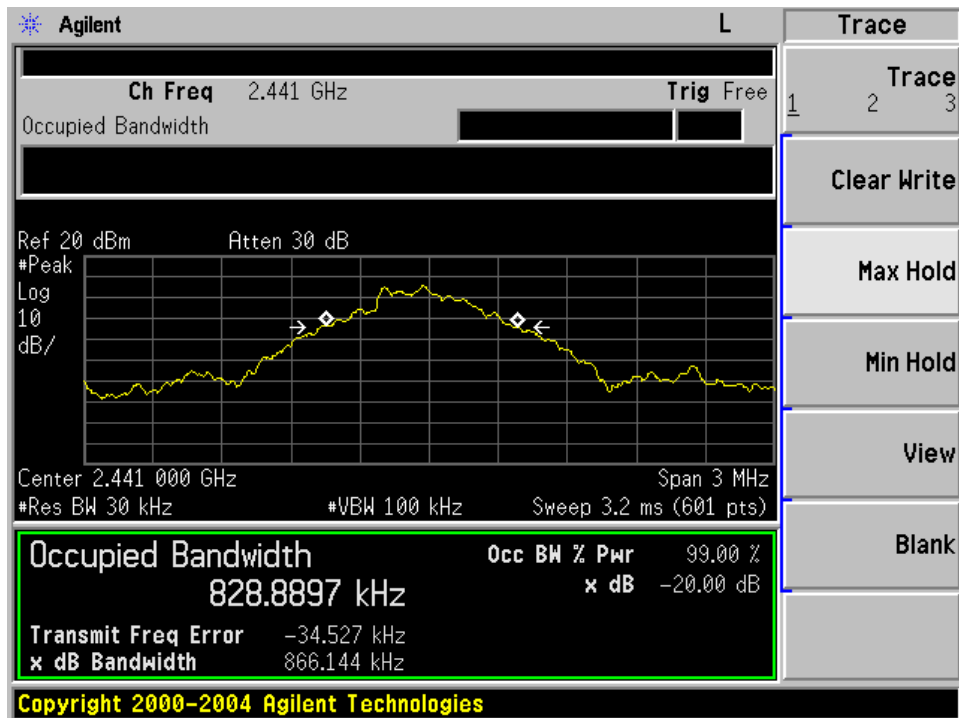 Agilent L Trace
Ch Freq 2.441 GHz Trig Free
Occupied Bandwidth
Trace
1 2 3
Clear Write
Max Hold
Min Hold
View
Blank
Ref 20 dBm Atten 30 dB
#Peak
Log
10
dB/
Center 2.441 000 GHz Span 3 MHz
#Res BW 30 kHz #VBW 100 kHz Sweep 3.2 ms (601 pts)
Occupied Bandwidth Occ BW % Pwr 99.00 %
828.8897 kHz x dB -20.00 dB
Transmit Freq Error -34.527 kHz
x dB Bandwidth 866.144 kHz
Copyright 2000-2004 Agilent Technologies